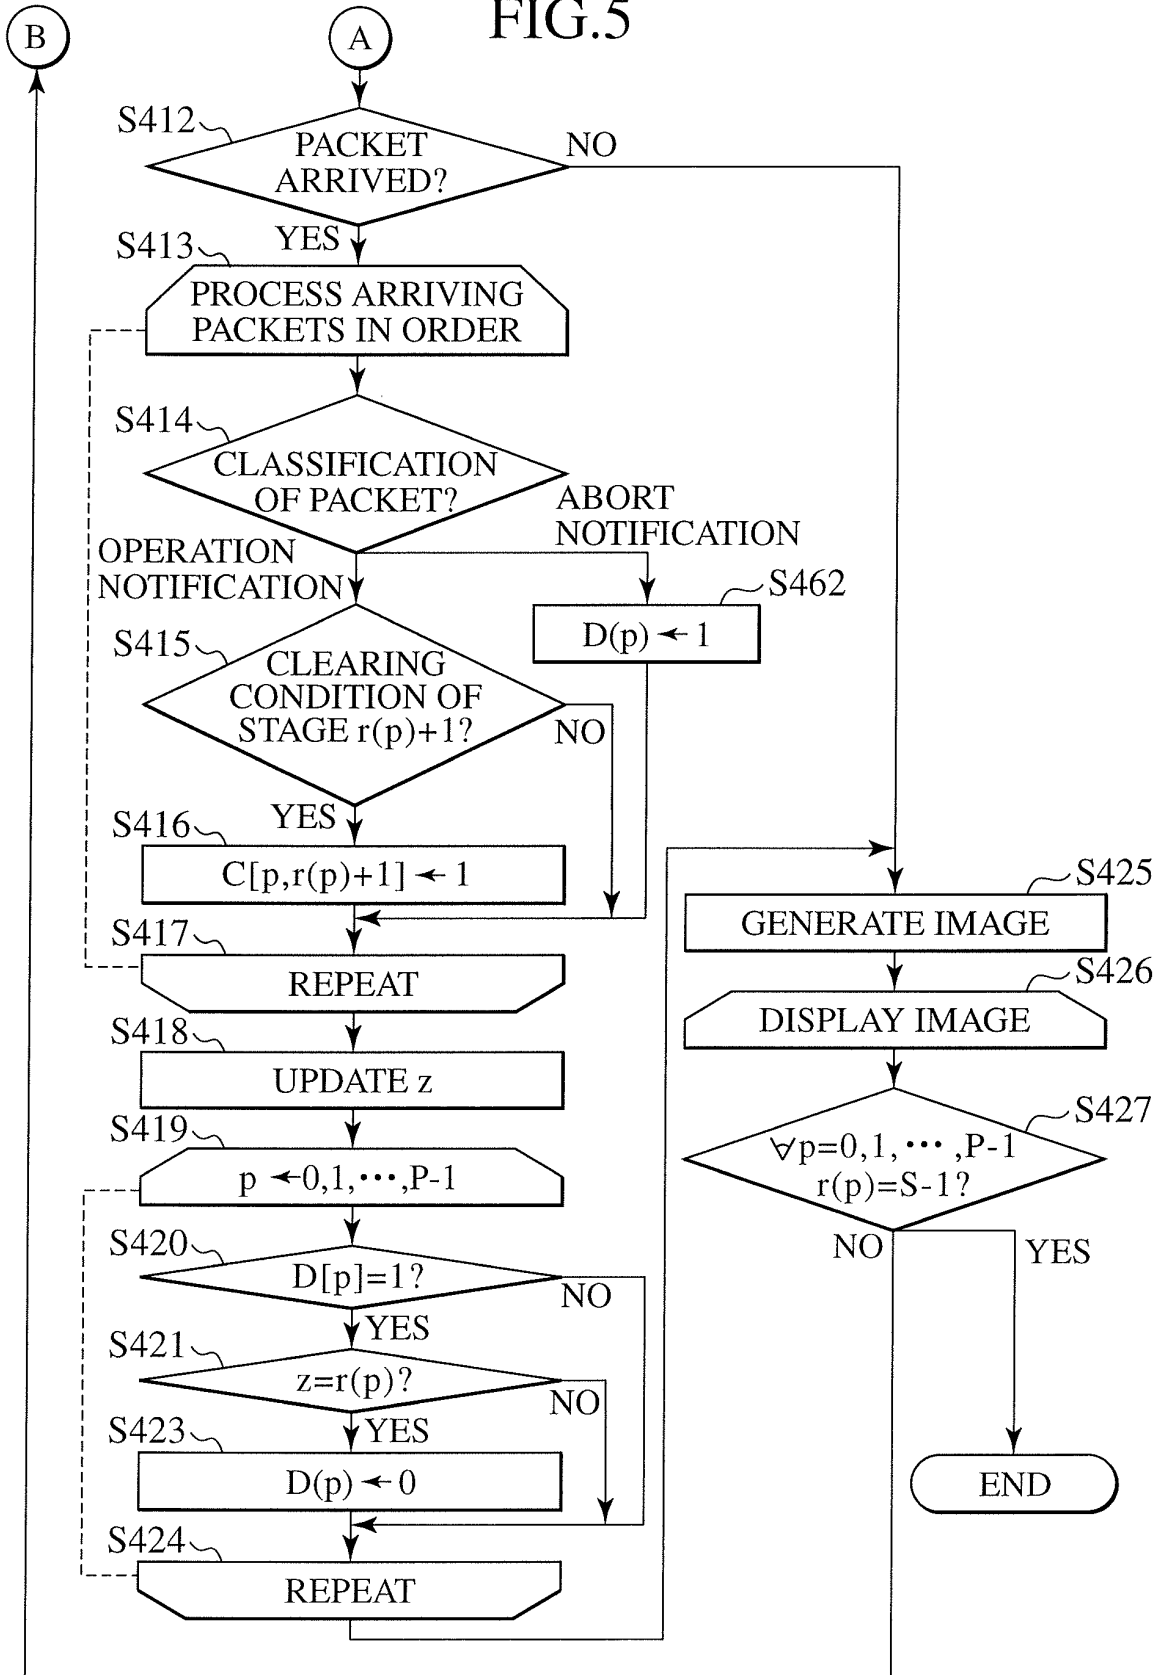 FIG.5
B
A
S412
PACKET
ARRIVED?
NO
YES
S413
PROCESS ARRIVING
PACKETS IN ORDER
S414
CLASSIFICATION
OF PACKET?
ABORT
NOTIFICATION
OPERATION
NOTIFICATION
S462
D(p) ← 1
S415
CLEARING
CONDITION OF
STAGE r(p)+1?
NO
YES
S416
C[p,r(p)+1] ← 1
S417
REPEAT
S418
UPDATE z
S419
p ←0,1,···,P-1
S420
D[p]=1?
NO
YES
S421
z=r(p)?
NO
YES
S423
D(p) ← 0
S424
REPEAT
S425
GENERATE IMAGE
S426
DISPLAY IMAGE
S427
∀p=0,1,···,P-1
r(p)=S-1?
NO
YES
END